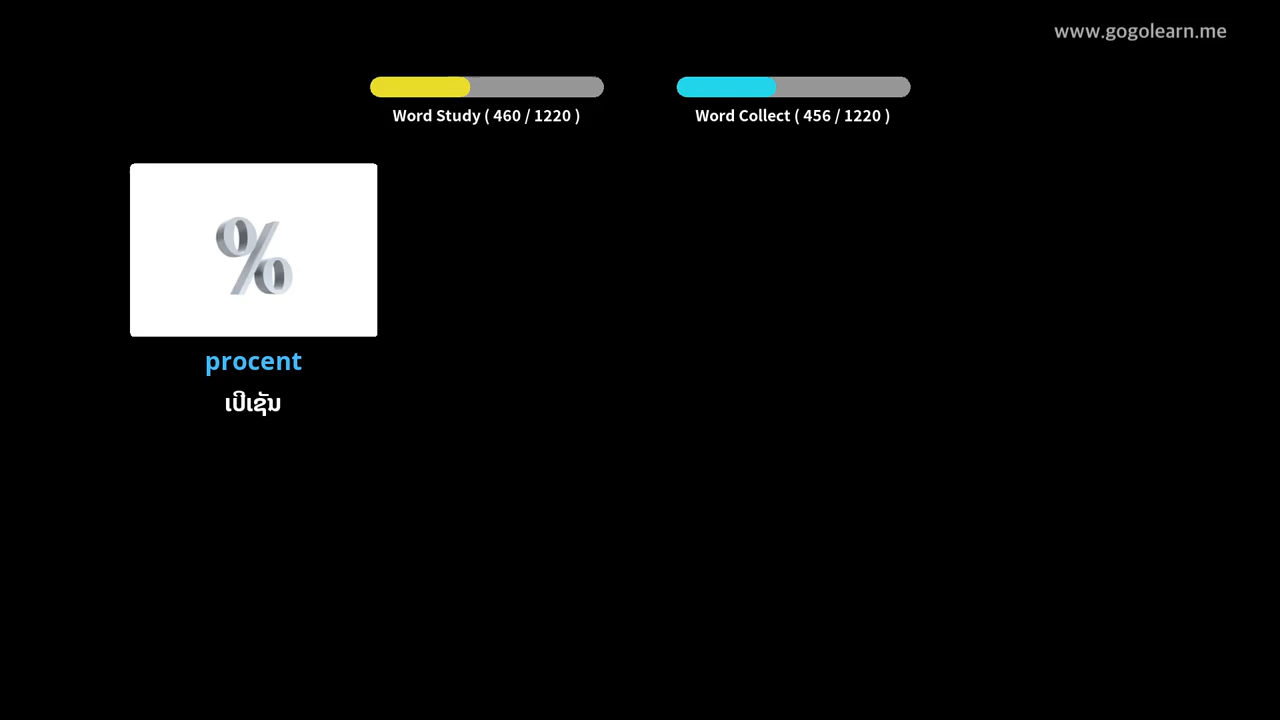 www.gogolearn.me
Word Study ( 460 / 1220 )
Word Collect ( 456 / 1220 )
%
procent
ເປີເຊັນ